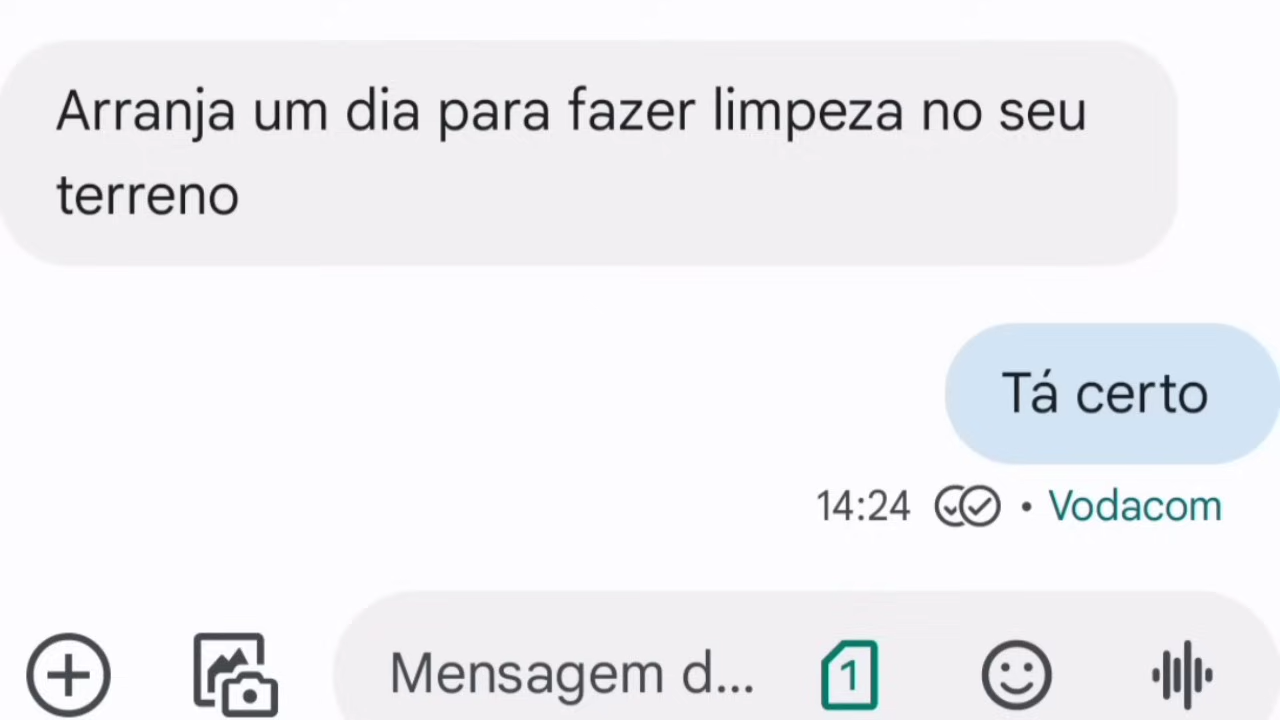 Arranja um dia para fazer limpeza no seu
terreno
Tá certo
14:24 • Vodacom
Mensagem d...
1